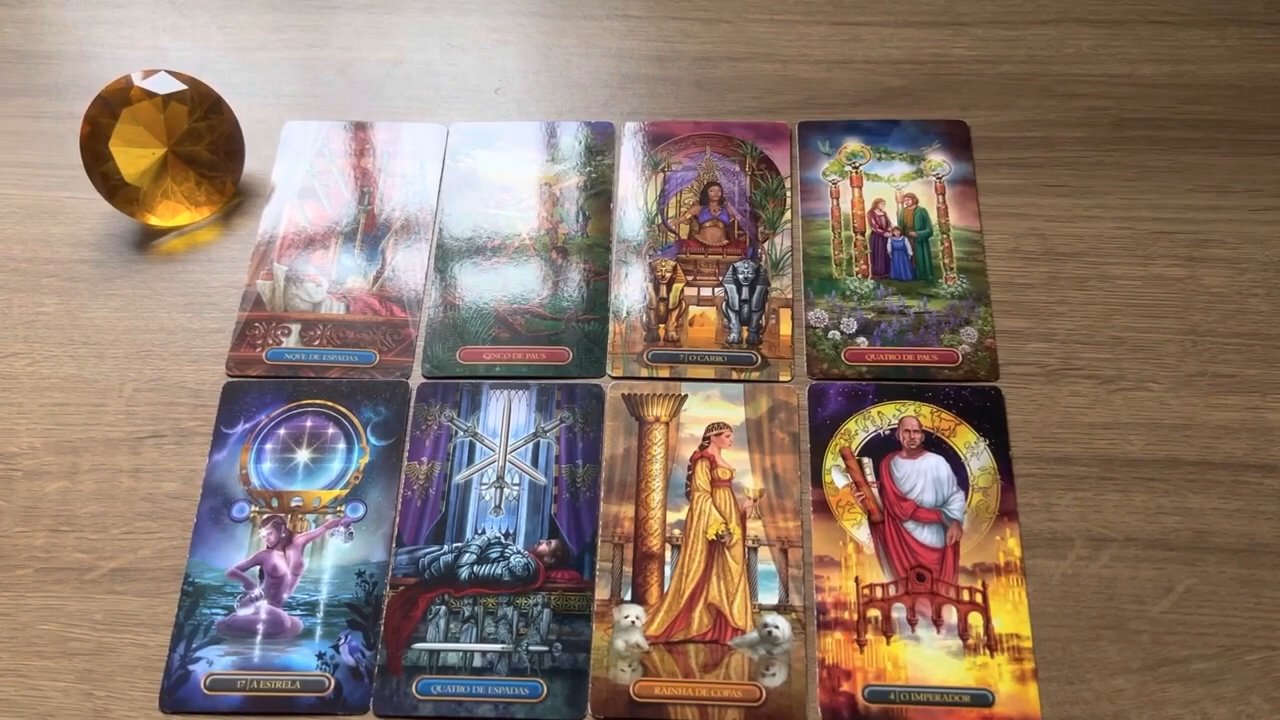 NOVE DE ESPADAS
CINCO DE PAUS
7 | O CARRO
QUATRO DE PAUS
17 | A ESTRELA
QUATRO DE ESPADAS
RAINHA DE COPAS
4 | O IMPERADOR